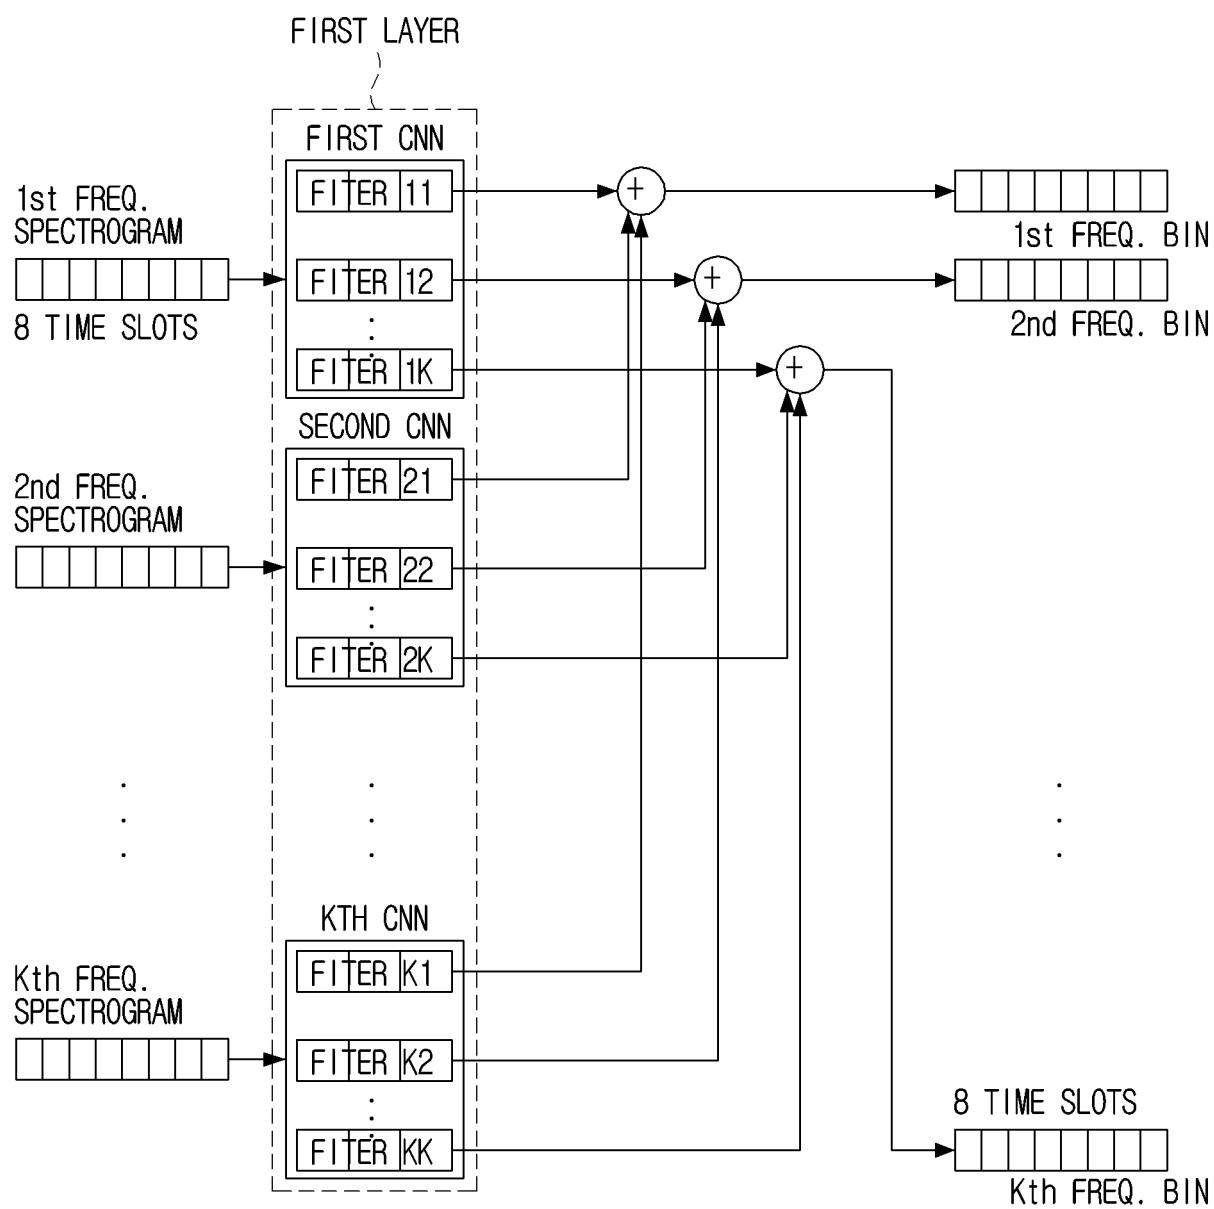 FIRST LAYER
FIRST CNN
FITER 11
1st FREQ.
SPECTROGRAM
8 TIME SLOTS
FITER 12
FITER 1K
+
+
+
1st FREQ. BIN
2nd FREQ. BIN
SECOND CNN
FITER 21
2nd FREQ.
SPECTROGRAM
FITER 22
FITER 2K
KTH CNN
FITER K1
Kth FREQ.
SPECTROGRAM
FITER K2
FITER KK
8 TIME SLOTS
Kth FREQ. BIN